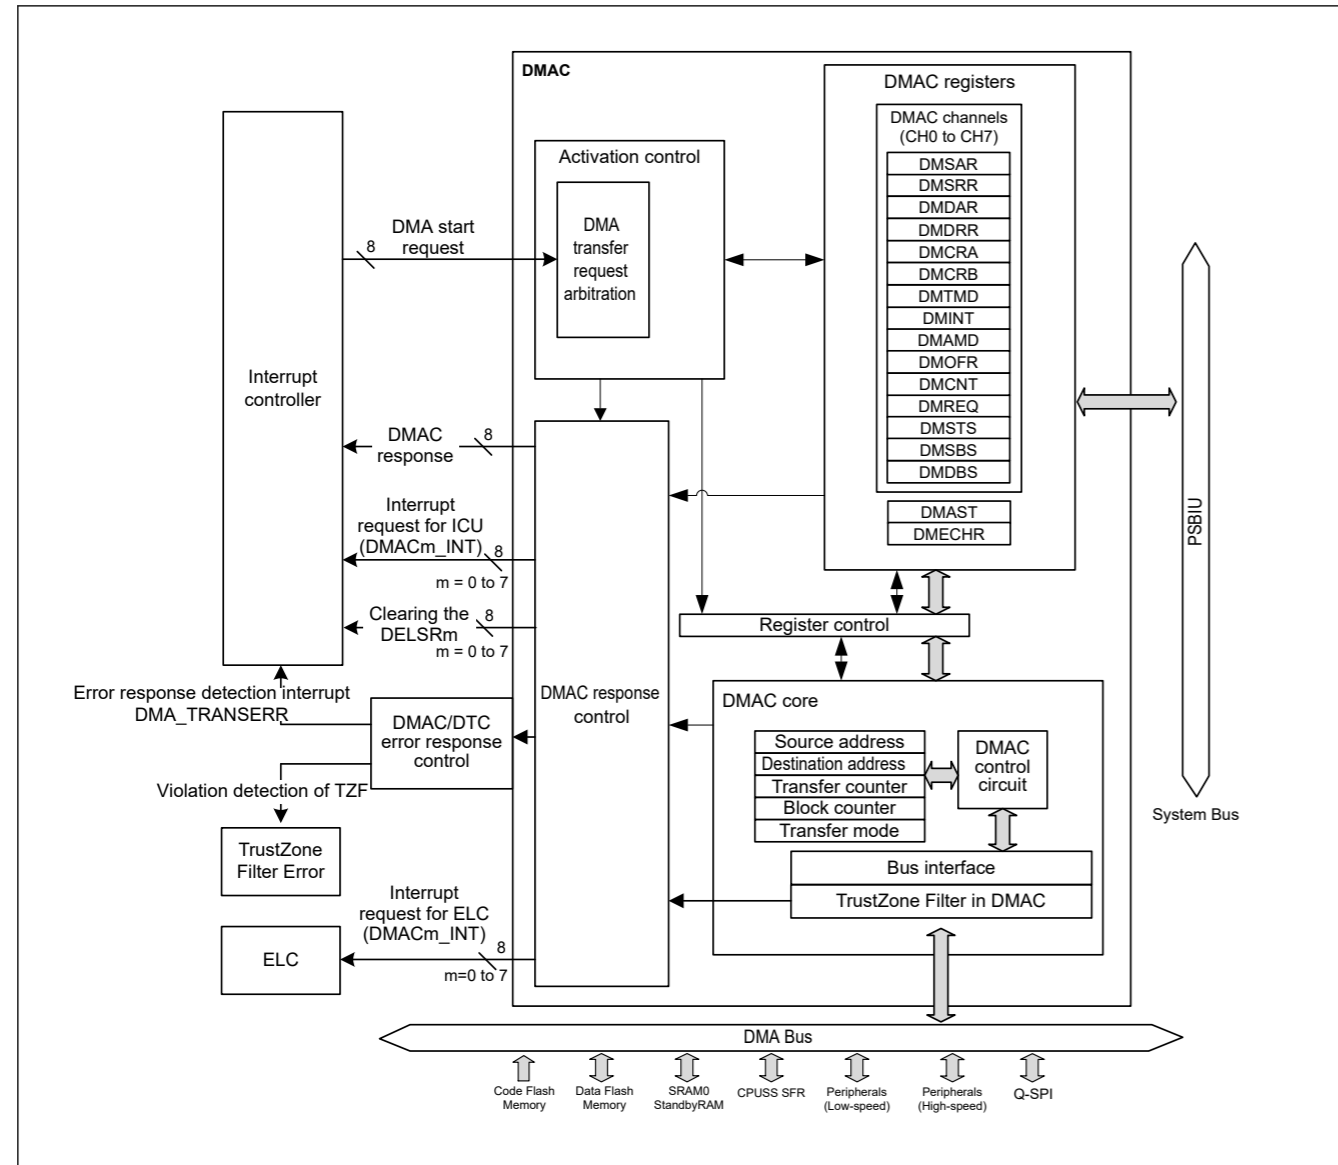 DMAC
DMAC registers
DMAC channels
(CH0 to CH7)
DMSAR
DMSRR
DMDAR
DMDRR
DMCRA
DMCRB
DMTMD
DMINT
DMAMD
DMOFR
DMCNT
DMREQ
DMSTS
DMSBS
DMDBS
DMAST
DMECHR
Activation control
DMA
transfer
request
arbitration
DMA start
request
8
Interrupt
controller
DMAC
response
8
Interrupt
request for ICU
(DMACm_INT)
8
m = 0 to 7
Clearing the
DELSRm
8
m = 0 to 7
Error response detection interrupt
DMA_TRANSERR
DMAC/DTC
error response
control
Violation detection of TZF
TrustZone
Filter Error
Interrupt
request for ELC
(DMACm_INT)
8
m=0 to 7
ELC
DMAC response
control
Register control
DMAC core
Source address
Destination address
Transfer counter
Block counter
Transfer mode
DMAC
control
circuit
Bus interface
TrustZone Filter in DMAC
PSBIU
System Bus
DMA Bus
Code Flash
Memory
Data Flash
Memory
SRAM0
StandbyRAM
CPUSS SFR
Peripherals
(Low-speed)
Peripherals
(High-speed)
Q-SPI